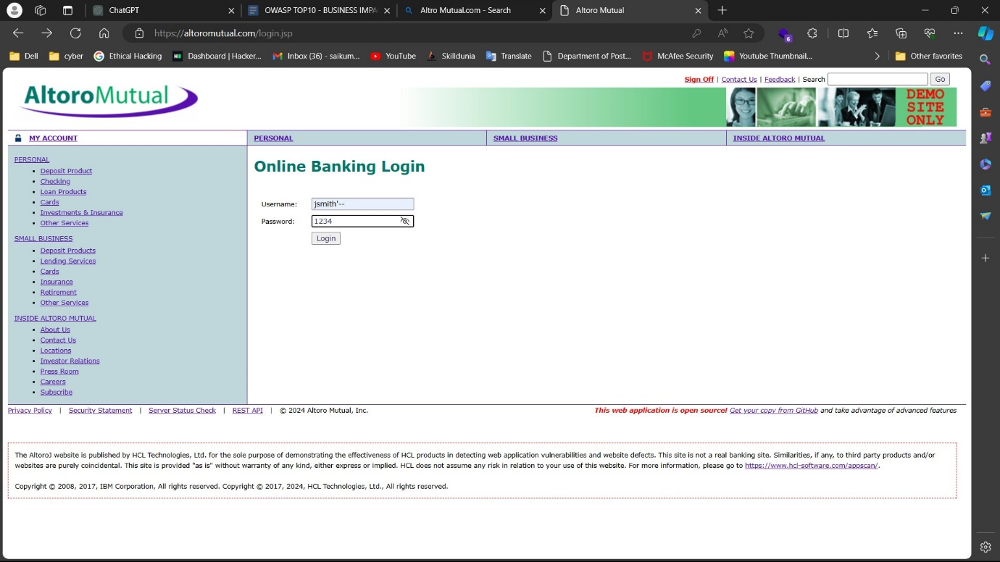 ChatGPT
OWASP TOP10 - BUSINESS IMPA
Altro Mutual.com - Search
Altoro Mutual
https://altoromutual.com/login.jsp
6
Dell
cyber
Ethical Hacking
Dashboard | Hacker...
Inbox (36) - saikum...
YouTube
Skilldunia
Translate
Department of Post...
McAfee Security
Youtube Thumbnail...
Other favorites
Sign Off | Contact Us | Feedback | Search
Go
AltoroMutual
DEMO
SITE
ONLY
MY ACCOUNT
PERSONAL
SMALL BUSINESS
INSIDE ALTORO MUTUAL
PERSONAL
Deposit Product
Checking
Loan Products
Cards
Investments & Insurance
Other Services
SMALL BUSINESS
Deposit Products
Lending Services
Cards
Insurance
Retirement
Other Services
INSIDE ALTORO MUTUAL
About Us
Contact Us
Locations
Investor Relations
Press Room
Careers
Subscribe
Online Banking Login
Username: jsmith'--
Password: 1234
Login
Privacy Policy | Security Statement | Server Status Check | REST API | © 2024 Altoro Mutual, Inc.
This web application is open source! Get your copy from GitHub and take advantage of advanced features
The AltoroJ website is published by HCL Technologies, Ltd. for the sole purpose of demonstrating the effectiveness of HCL products in detecting web application vulnerabilities and website defects. This site is not a real banking site. Similarities, if any, to third party products and/or
websites are purely coincidental. This site is provided "as is" without warranty of any kind, either express or implied. HCL does not assume any risk in relation to your use of this website. For more information, please go to https://www.hcl-software.com/appscan/.
Copyright © 2008, 2017, IBM Corporation, All rights reserved. Copyright © 2017, 2024, HCL Technologies, Ltd., All rights reserved.